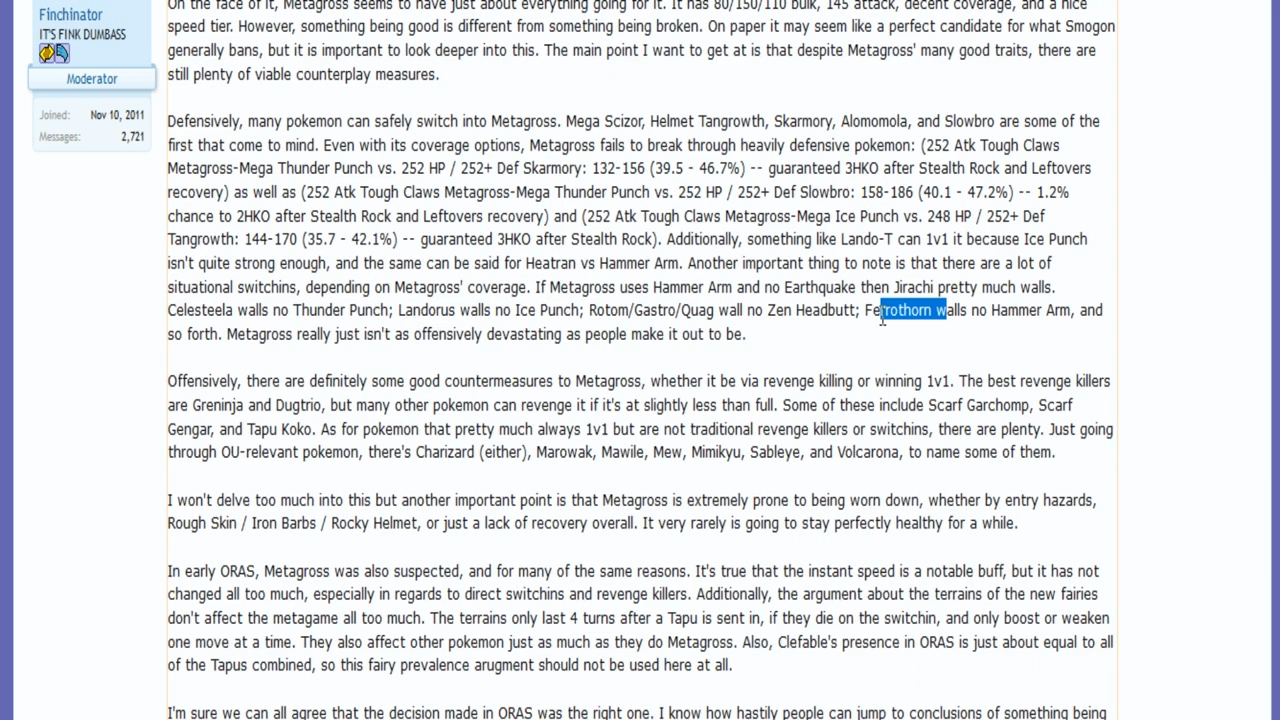 Finchinator
IT'S FINK DUMBASS
Moderator
Joined: Nov 10, 2011
Messages: 2,721
On the face of it, Metagross seems to have just about everything going for it. It has 80/150/110 bulk, 145 attack, decent coverage, and a nice
speed tier. However, something being good is different from something being broken. On paper it may seem like a perfect candidate for what Smogon
generally bans, but it is important to look deeper into this. The main point I want to get at is that despite Metagross' many good traits, there are
still plenty of viable counterplay measures.
Defensively, many pokemon can safely switch into Metagross. Mega Scizor, Helmet Tangrowth, Skarmory, Alomomola, and Slowbro are some of the
first that come to mind. Even with its coverage options, Metagross fails to break through heavily defensive pokemon: (252 Atk Tough Claws
Metagross-Mega Thunder Punch vs. 252 HP / 252+ Def Skarmory: 132-156 (39.5 - 46.7%) -- guaranteed 3HKO after Stealth Rock and Leftovers
recovery) as well as (252 Atk Tough Claws Metagross-Mega Thunder Punch vs. 252 HP / 252+ Def Slowbro: 158-186 (40.1 - 47.2%) -- 1.2%
chance to 2HKO after Stealth Rock and Leftovers recovery) and (252 Atk Tough Claws Metagross-Mega Ice Punch vs. 248 HP / 252+ Def
Tangrowth: 144-170 (35.7 - 42.1%) -- guaranteed 3HKO after Stealth Rock). Additionally, something like Lando-T can 1v1 it because Ice Punch
isn't quite strong enough, and the same can be said for Heatran vs Hammer Arm. Another important thing to note is that there are a lot of
situational switchins, depending on Metagross' coverage. If Metagross uses Hammer Arm and no Earthquake then Jirachi pretty much walls.
Celesteela walls no Thunder Punch; Landorus walls no Ice Punch; Rotom/Gastro/Quag wall no Zen Headbutt; Ferrothorn walls no Hammer Arm, and
so forth. Metagross really just isn't as offensively devastating as people make it out to be.
Offensively, there are definitely some good countermeasures to Metagross, whether it be via revenge killing or winning 1v1. The best revenge killers
are Greninja and Dugtrio, but many other pokemon can revenge it if it's at slightly less than full. Some of these include Scarf Garchomp, Scarf
Gengar, and Tapu Koko. As for pokemon that pretty much always 1v1 but are not traditional revenge killers or switchins, there are plenty. Just going
through OU-relevant pokemon, there's Charizard (either), Marowak, Mawile, Mew, Mimikyu, Sableye, and Volcarona, to name some of them.
I won't delve too much into this but another important point is that Metagross is extremely prone to being worn down, whether by entry hazards,
Rough Skin / Iron Barbs / Rocky Helmet, or just a lack of recovery overall. It very rarely is going to stay perfectly healthy for a while.
In early ORAS, Metagross was also suspected, and for many of the same reasons. It's true that the instant speed is a notable buff, but it has not
changed all too much, especially in regards to direct switchins and revenge killers. Additionally, the argument about the terrains of the new fairies
don't affect the metagame all too much. The terrains only last 4 turns after a Tapu is sent in, if they die on the switchin, and only boost or weaken
one move at a time. They also affect other pokemon just as much as they do Metagross. Also, Clefable's presence in ORAS is just about equal to all
of the Tapus combined, so this fairy prevalence arugment should not be used here at all.
I'm sure we can all agree that the decision made in ORAS was the right one. I know how hastily people can jump to conclusions of something being